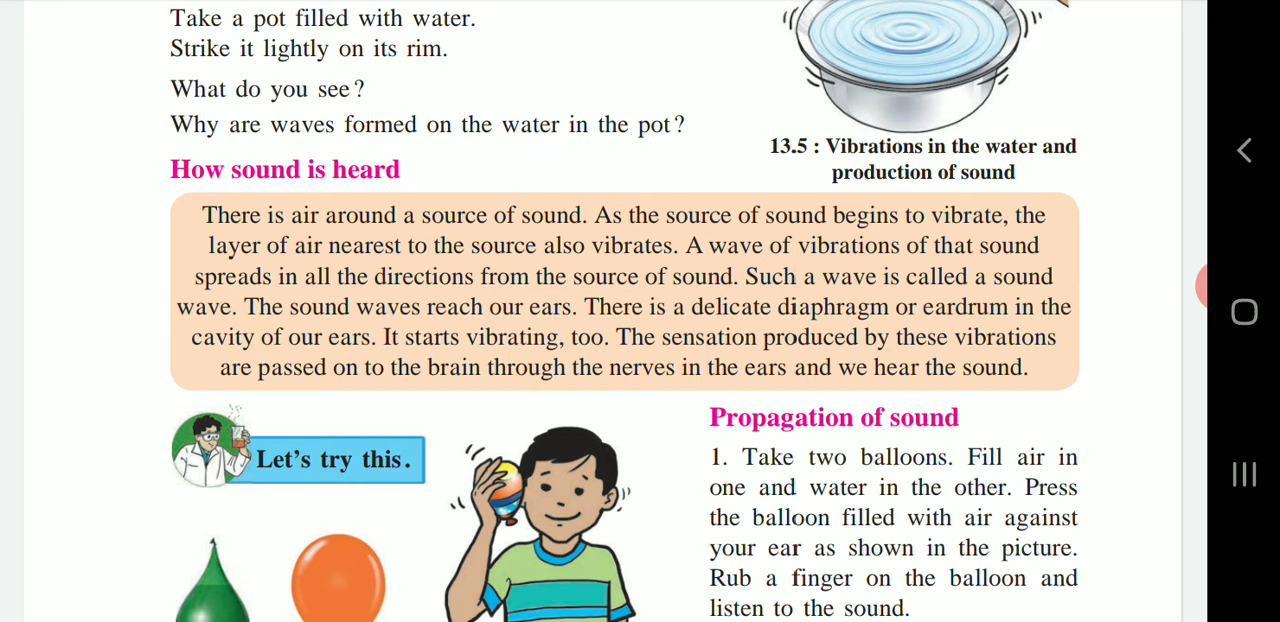 Take a pot filled with water.
Strike it lightly on its rim.
What do you see?
Why are waves formed on the water in the pot?
13.5 : Vibrations in the water and
production of sound
How sound is heard
There is air around a source of sound. As the source of sound begins to vibrate, the
layer of air nearest to the source also vibrates. A wave of vibrations of that sound
spreads in all the directions from the source of sound. Such a wave is called a sound
wave. The sound waves reach our ears. There is a delicate diaphragm or eardrum in the
cavity of our ears. It starts vibrating, too. The sensation produced by these vibrations
are passed on to the brain through the nerves in the ears and we hear the sound.
Let's try this.
Propagation of sound
1. Take two balloons. Fill air in
one and water in the other. Press
the balloon filled with air against
your ear as shown in the picture.
Rub a finger on the balloon and
listen to the sound.